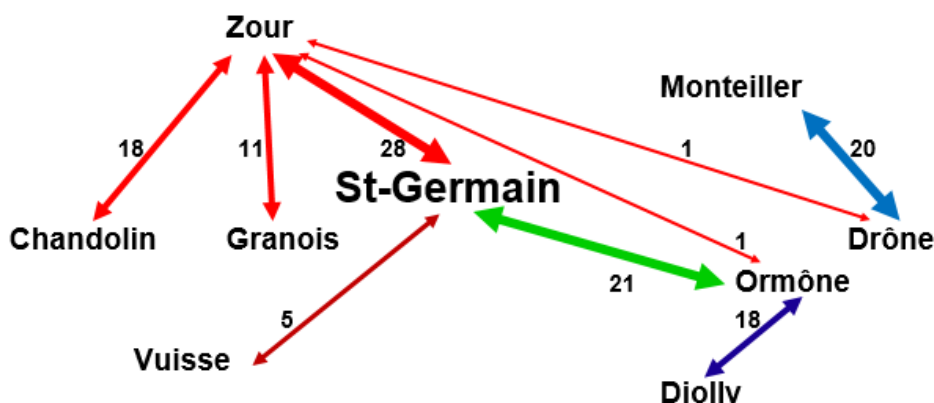 Zour
Monteiller
18
11
28
1
20
St-Germain
Chandolin
Granois
1
Drône
21
Ormône
5
18
Vuisse
Diolly